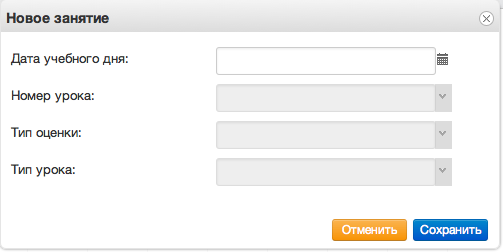 Новое занятие
Дата учебного дня:
Номер урока:
Тип оценки:
Тип урока:
Отменить Сохранить